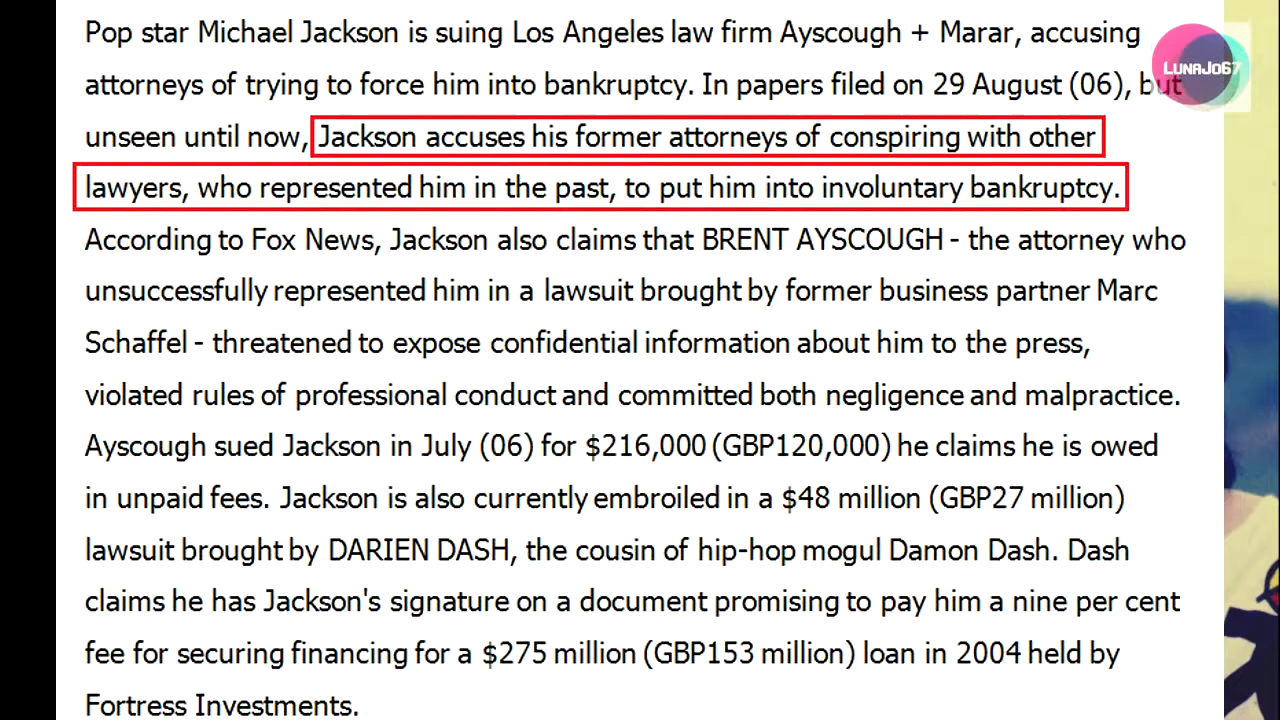 Pop star Michael Jackson is suing Los Angeles law firm Ayscough + Marar, accusing
attorneys of trying to force him into bankruptcy. In papers filed on 29 August (06), but
unseen until now, Jackson accuses his former attorneys of conspiring with other
lawyers, who represented him in the past, to put him into involuntary bankruptcy.
According to Fox News, Jackson also claims that BRENT AYSCOUGH - the attorney who
unsuccessfully represented him in a lawsuit brought by former business partner Marc
Schaffel - threatened to expose confidential information about him to the press,
violated rules of professional conduct and committed both negligence and malpractice.
Ayscough sued Jackson in July (06) for $216,000 (GBP120,000) he claims he is owed
in unpaid fees. Jackson is also currently embroiled in a $48 million (GBP27 million)
lawsuit brought by DARIEN DASH, the cousin of hip-hop mogul Damon Dash. Dash
claims he has Jackson's signature on a document promising to pay him a nine per cent
fee for securing financing for a $275 million (GBP153 million) loan in 2004 held by
Fortress Investments.
LUNAJO67